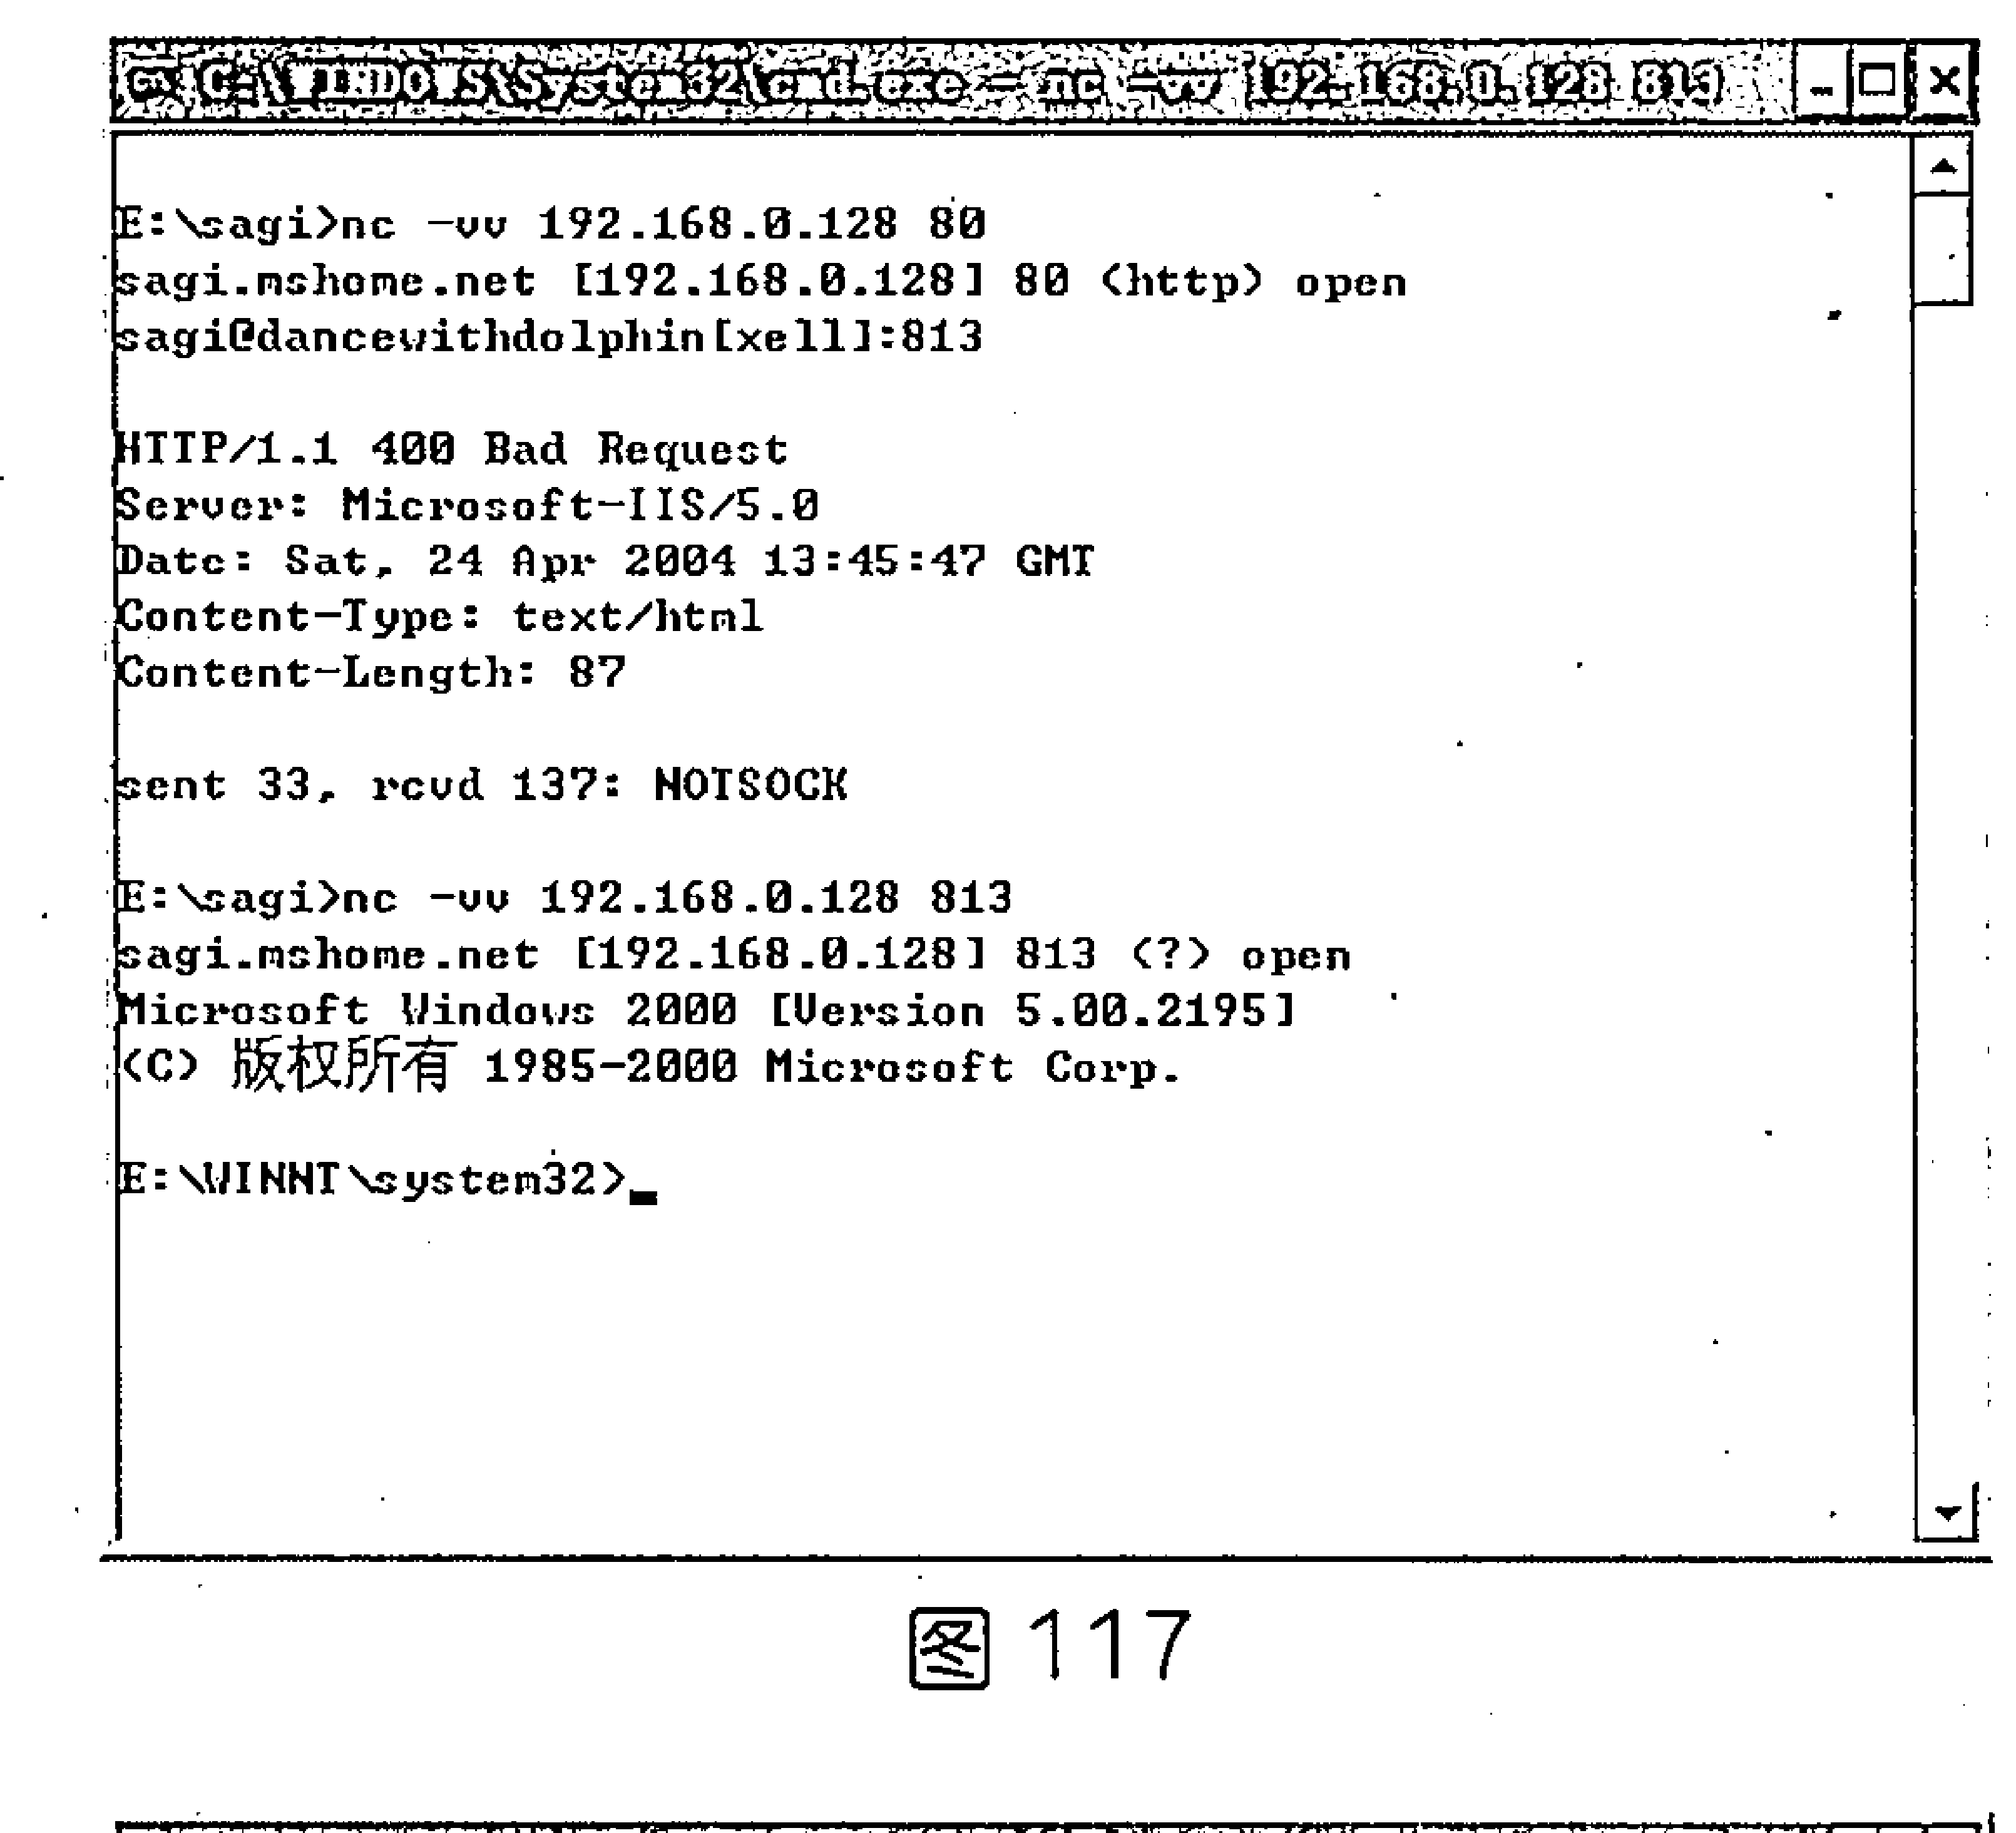 C:\WINDOWS\System32\cmd.exe - nc -vv 192.168.0.128 813
E:\sagi>nc -vv 192.168.0.128 80
sagi.mshome.net [192.168.0.128] 80 (http) open
sagi@dancewithdolphin[xell]:813
HTTP/1.1 400 Bad Request
Server: Microsoft-IIS/5.0
Date: Sat, 24 Apr 2004 13:45:47 GMT
Content-Type: text/html
Content-Length: 87
sent 33, rcvd 137: NOTSOCK
E:\sagi>nc -vv 192.168.0.128 813
sagi.mshome.net [192.168.0.128] 813 (?) open
Microsoft Windows 2000 [Version 5.00.2195]
(C) 版权所有 1985-2000 Microsoft Corp.
E:\WINNT\system32>
图 117